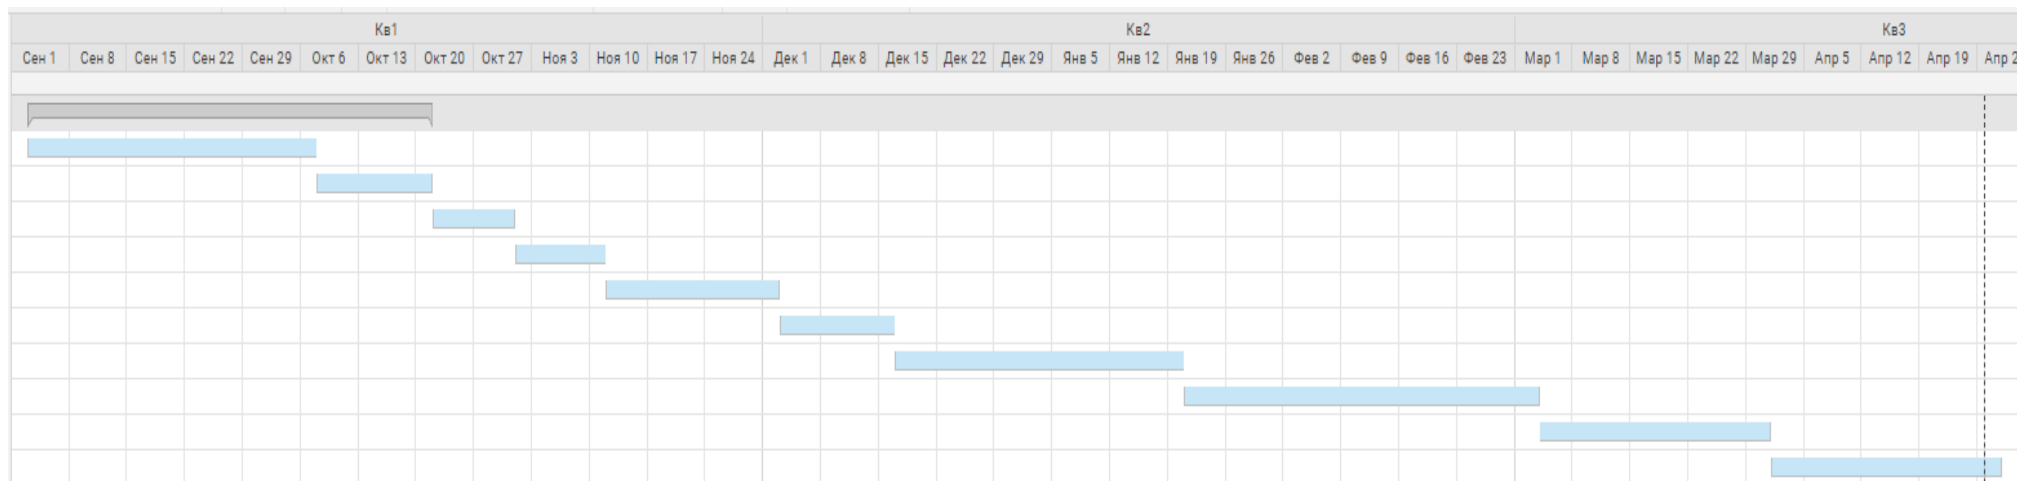 Кв1 Кв2 Кв3
Сен 1 Сен 8 Сен 15 Сен 22 Сен 29 Окт 6 Окт 13 Окт 20 Окт 27 Ноя 3 Ноя 10 Ноя 17 Ноя 24 Дек 1 Дек 8 Дек 15 Дек 22 Дек 29 Янв 5 Янв 12 Янв 19 Янв 26 Фев 2 Фев 9 Фев 16 Фев 23 Мар 1 Мар 8 Мар 15 Мар 22 Мар 29 Апр 5 Апр 12 Апр 19 Апр 2